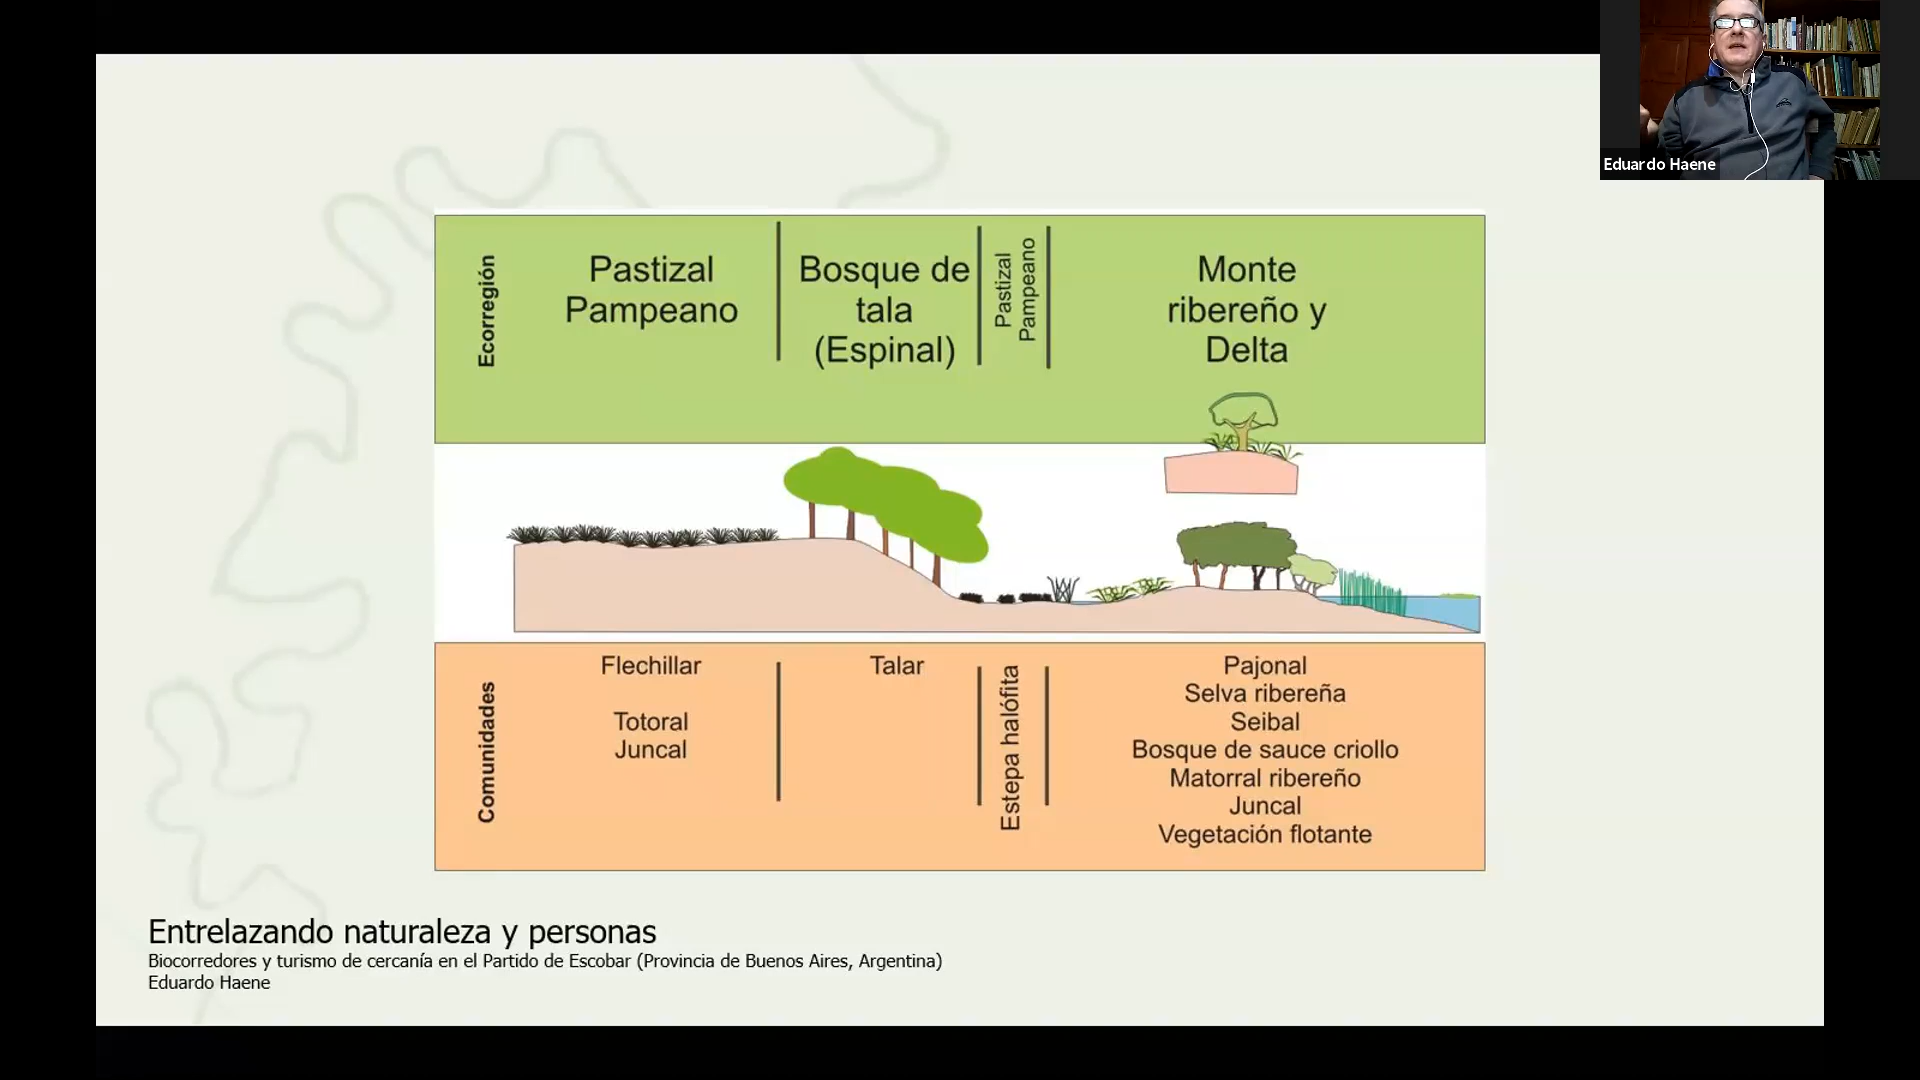 Eduardo Haene
Ecorregión
Pastizal
Pampeano
Bosque de
tala
(Espinal)
Pastizal
Pampeano
Monte
ribereño y
Delta
Comunidades
Flechillar
Totoral
Juncal
Talar
Estepa halófita
Pajonal
Selva ribereña
Seibal
Bosque de sauce criollo
Matorral ribereño
Juncal
Vegetación flotante
Entrelazando naturaleza y personas
Biocorredores y turismo de cercanía en el Partido de Escobar (Provincia de Buenos Aires, Argentina)
Eduardo Haene